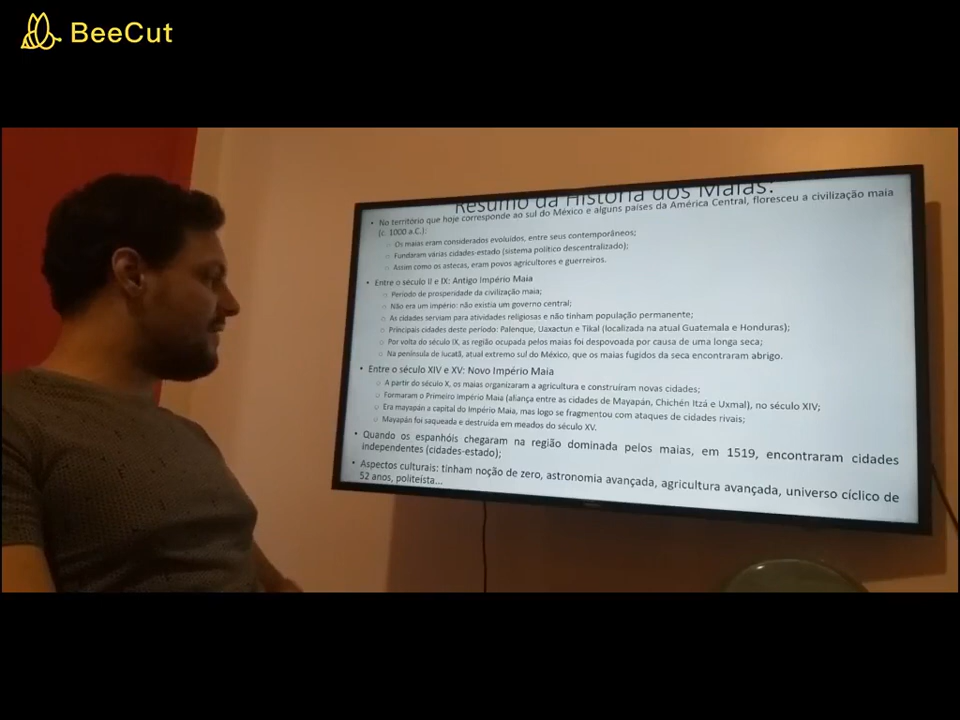 BeeCut
Resumo da História dos Maias:
No território que hoje corresponde ao sul do México e alguns países da América Central, floresceu a civilização maia
(c. 1000 a.C.):
Os maias eram considerados evoluídos, entre seus contemporâneos;
Fundaram várias cidades-estado (sistema político descentralizado);
Assim como os astecas, eram povos agricultores e guerreiros.
Entre o século II e IX: Antigo Império Maia
Período de prosperidade da civilização maia;
Não era um império: não existia um governo central;
As cidades serviam para atividades religiosas e não tinham população permanente;
Principais cidades deste período: Palenque, Uaxactun e Tikal (localizada na atual Guatemala e Honduras);
Por volta do século IX, as região ocupada pelos maias foi despovoada por causa de uma longa seca;
Na península de Iucatã, atual extremo sul do México, que os maias fugidos da seca encontraram abrigo.
Entre o século XIV e XV: Novo Império Maia
A partir do século X, os maias organizaram a agricultura e construíram novas cidades;
Formaram o Primeiro Império Maia (aliança entre as cidades de Mayapán, Chichén Itzá e Uxmal), no século XIV;
Era mayapán a capital do Império Maia, mas logo se fragmentou com ataques de cidades rivais;
Mayapán foi saqueada e destruída em meados do século XV.
Quando os espanhóis chegaram na região dominada pelos maias, em 1519, encontraram cidades
independentes (cidades-estado);
Aspectos culturais: tinham noção de zero, astronomia avançada, agricultura avançada, universo cíclico de
52 anos, politeísta...